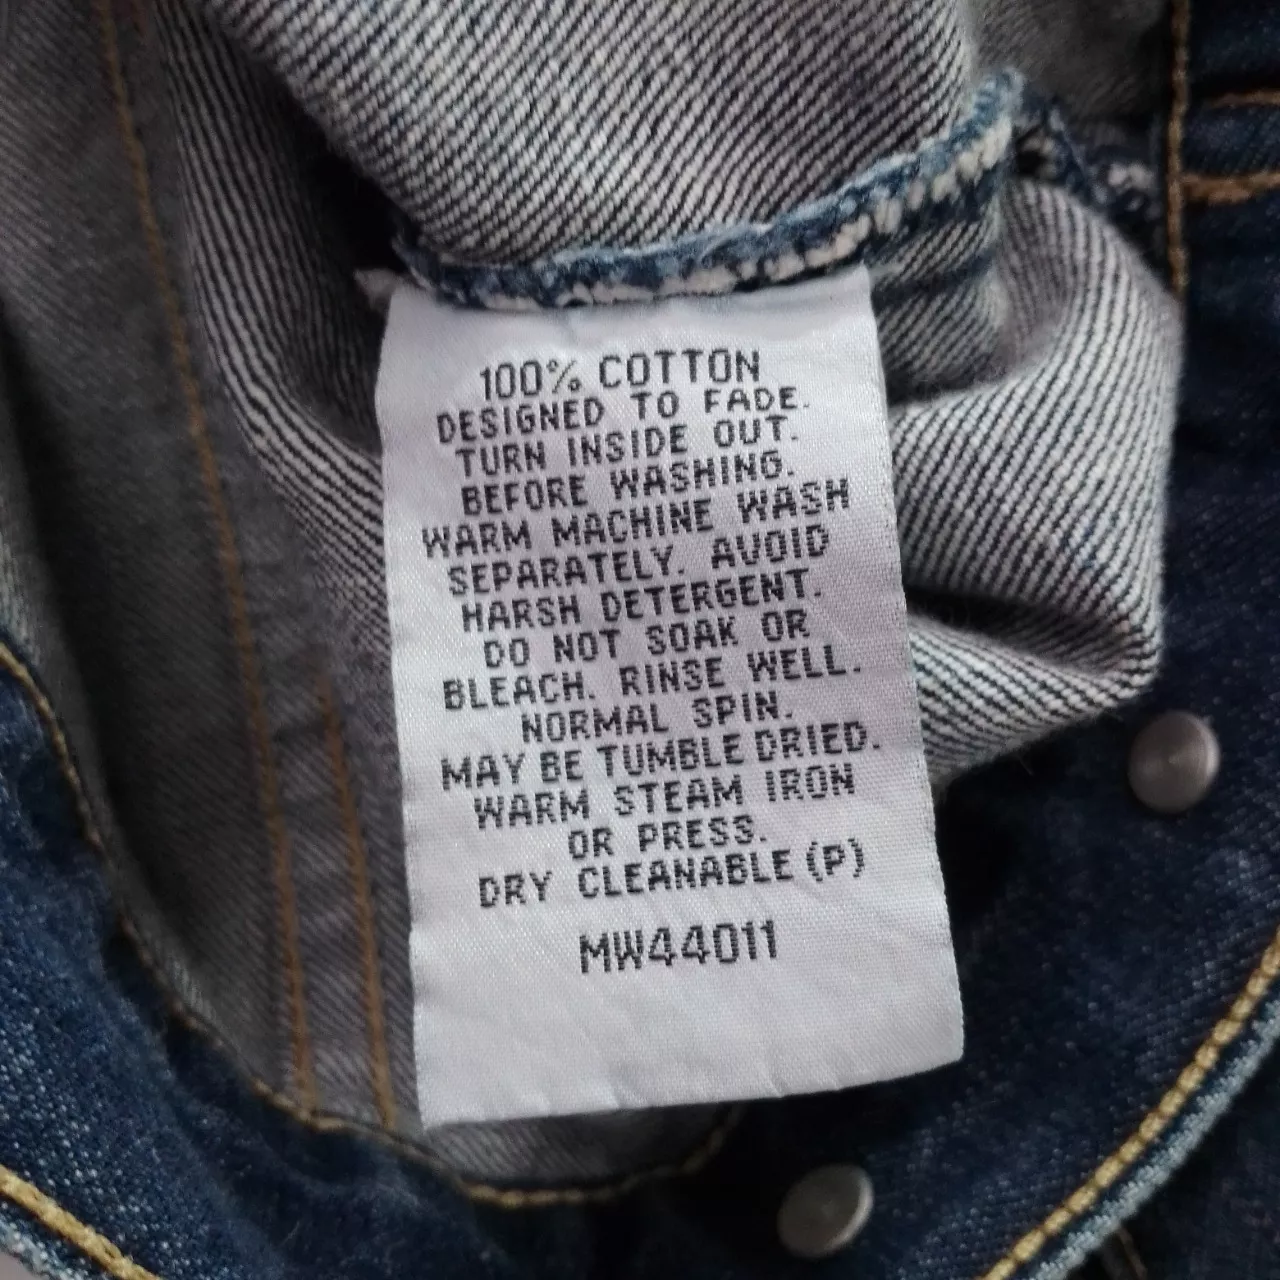 100% COTTON
DESIGNED TO FADE.
TURN INSIDE OUT.
BEFORE WASHING.
WARM MACHINE WASH
SEPARATELY. AVOID
HARSH DETERGENT.
DO NOT SOAK OR
BLEACH. RINSE WELL.
NORMAL SPIN.
MAY BE TUMBLE DRIED.
WARM STEAM IRON
OR PRESS.
DRY CLEANABLE (P)
MW44011